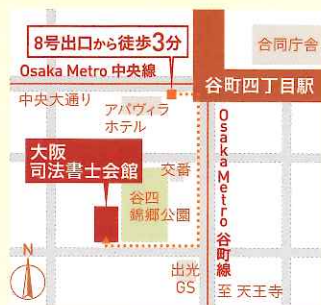 8号出口から徒歩3分
合同庁舎
Osaka Metro 中央線
谷町四丁目駅
中央大通り
アパヴィラ
ホテル
Osaka Metro 谷町線
大阪
司法書士会館
交番
谷四
錦郷公園
N
出光
GS
至 天王寺